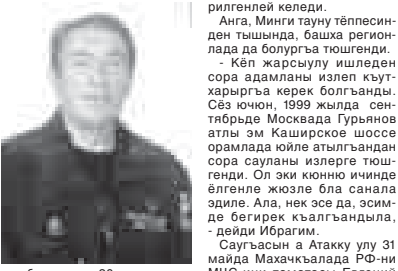 рилгенлей келеди.
Анга, Минги тауну тёппесин-
ден тышында, башха регион-
лада да болургъа тюшгенди.
- Кёп жарсыулу ишледен
сора адамланы излеп къут-
харыргъа керек болгъанды.
Сёз ючюн, 1999 жылда сен-
тябрьде Москвада Гурьянов
атлы эм Каширское шоссе
орамлада юйле атылгъандан
сора сауланы излерге тюш-
генди. Ол эки кюнню ичинде
ёлгенле жюзле бла санала
эдиле. Ала, нек эсе да, эсим-
де бегирек къалгъандыла,
- дейди Ибрагим.
Саугъасын а Атакку улу 31
майда Махачкъалада РФ-ни